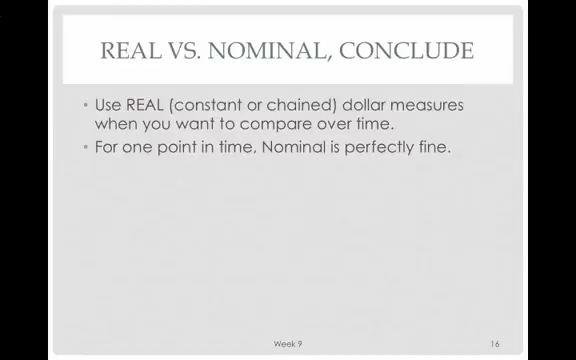 REAL VS. NOMINAL, CONCLUDE
• Use REAL (constant or chained) dollar measures
when you want to compare over time.
• For one point in time, Nominal is perfectly fine.
Week 9
16